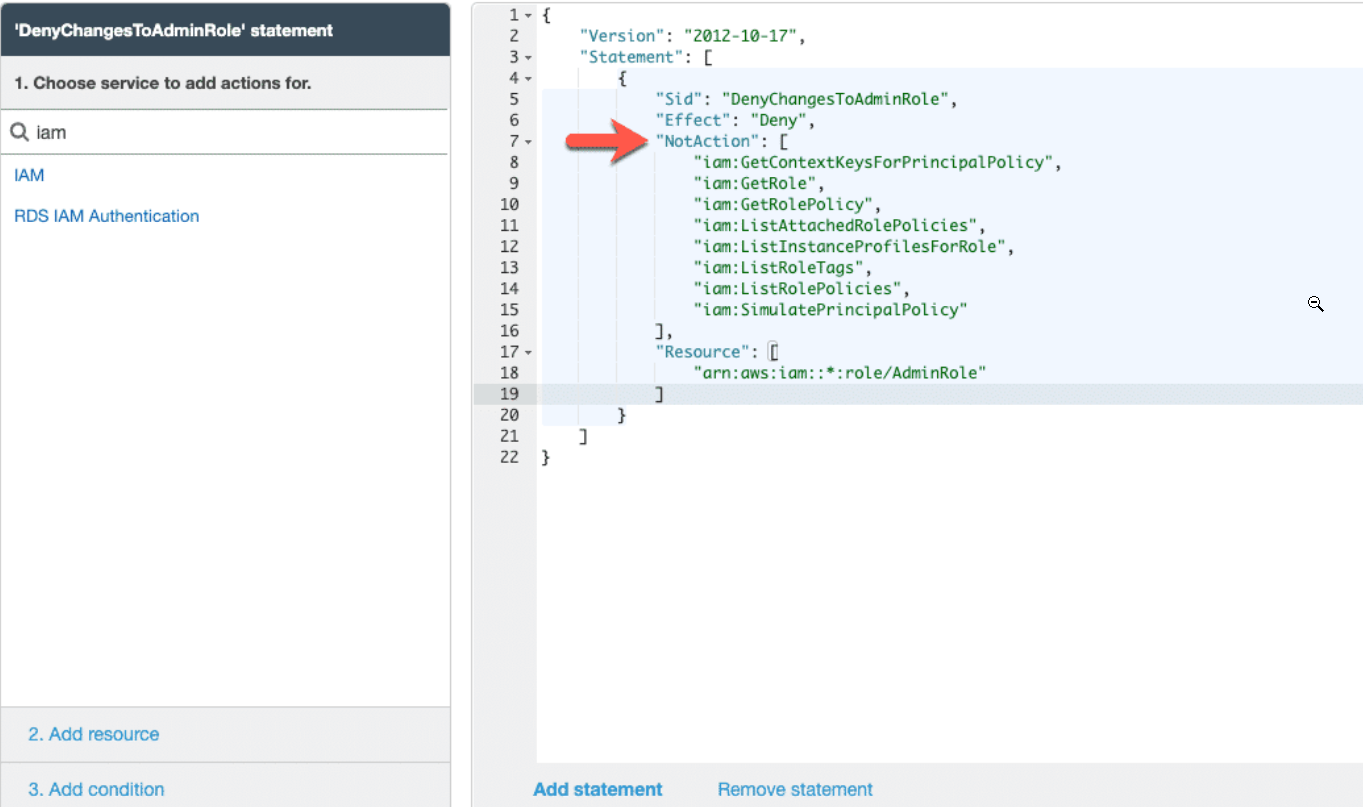 'DenyChangesToAdminRole' statement
1. Choose service to add actions for.
iam
IAM
RDS IAM Authentication
2. Add resource
3. Add condition
1 {
2 "Version": "2012-10-17",
3 "Statement": [
4 {
5 "Sid": "DenyChangesToAdminRole",
6 "Effect": "Deny",
7 "NotAction": [
8 "iam:GetContextKeysForPrincipalPolicy",
9 "iam:GetRole",
10 "iam:GetRolePolicy",
11 "iam:ListAttachedRolePolicies",
12 "iam:ListInstanceProfilesForRole",
13 "iam:ListRoleTags",
14 "iam:ListRolePolicies",
15 "iam:SimulatePrincipalPolicy"
16 ],
17 "Resource": [
18 "arn:aws:iam::*:role/AdminRole"
19 ]
20 }
21 ]
22 }
Add statement Remove statement